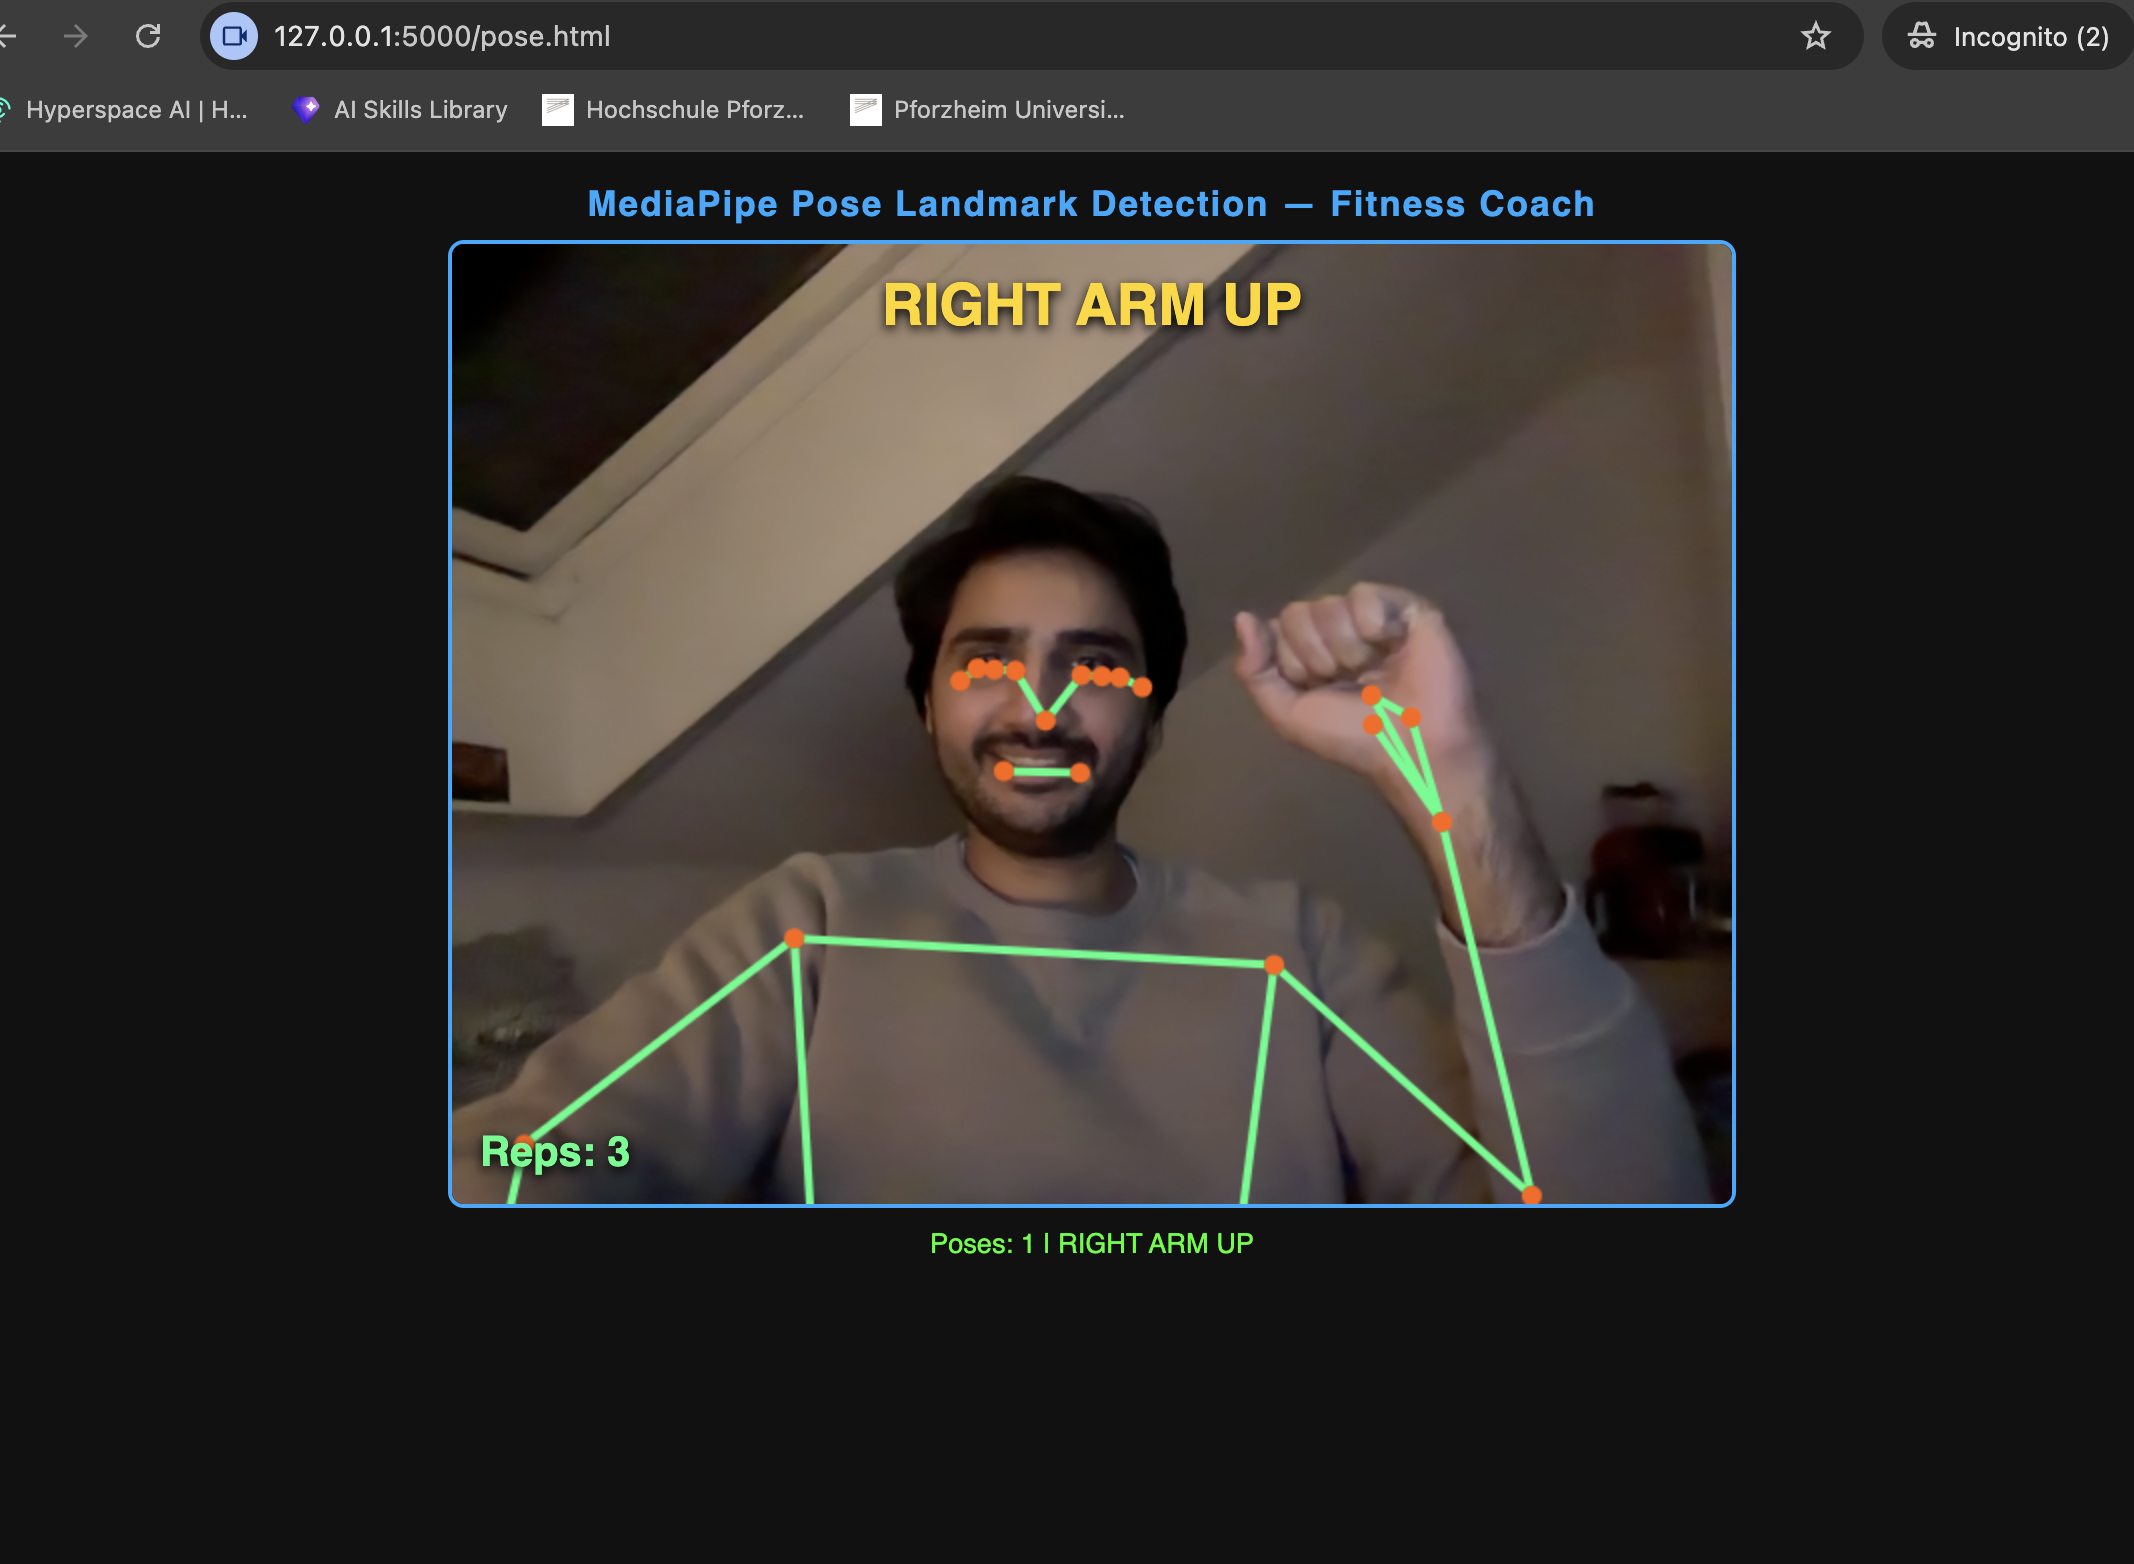 127.0.0.1:5000/pose.html
Incognito (2)
Hyperspace AI | H...
AI Skills Library
Hochschule Pforz...
Pforzheim Universi...
MediaPipe Pose Landmark Detection — Fitness Coach
RIGHT ARM UP
Reps: 3
Poses: 1 | RIGHT ARM UP